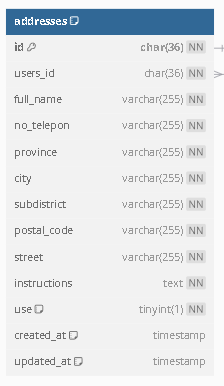 addresses
id char(36) NN
users_id char(36) NN
full_name varchar(255) NN
no_telepon varchar(255) NN
province varchar(255) NN
city varchar(255) NN
subdistrict varchar(255) NN
postal_code varchar(255) NN
street varchar(255) NN
instructions text NN
use tinyint(1) NN
created_at timestamp
updated_at timestamp